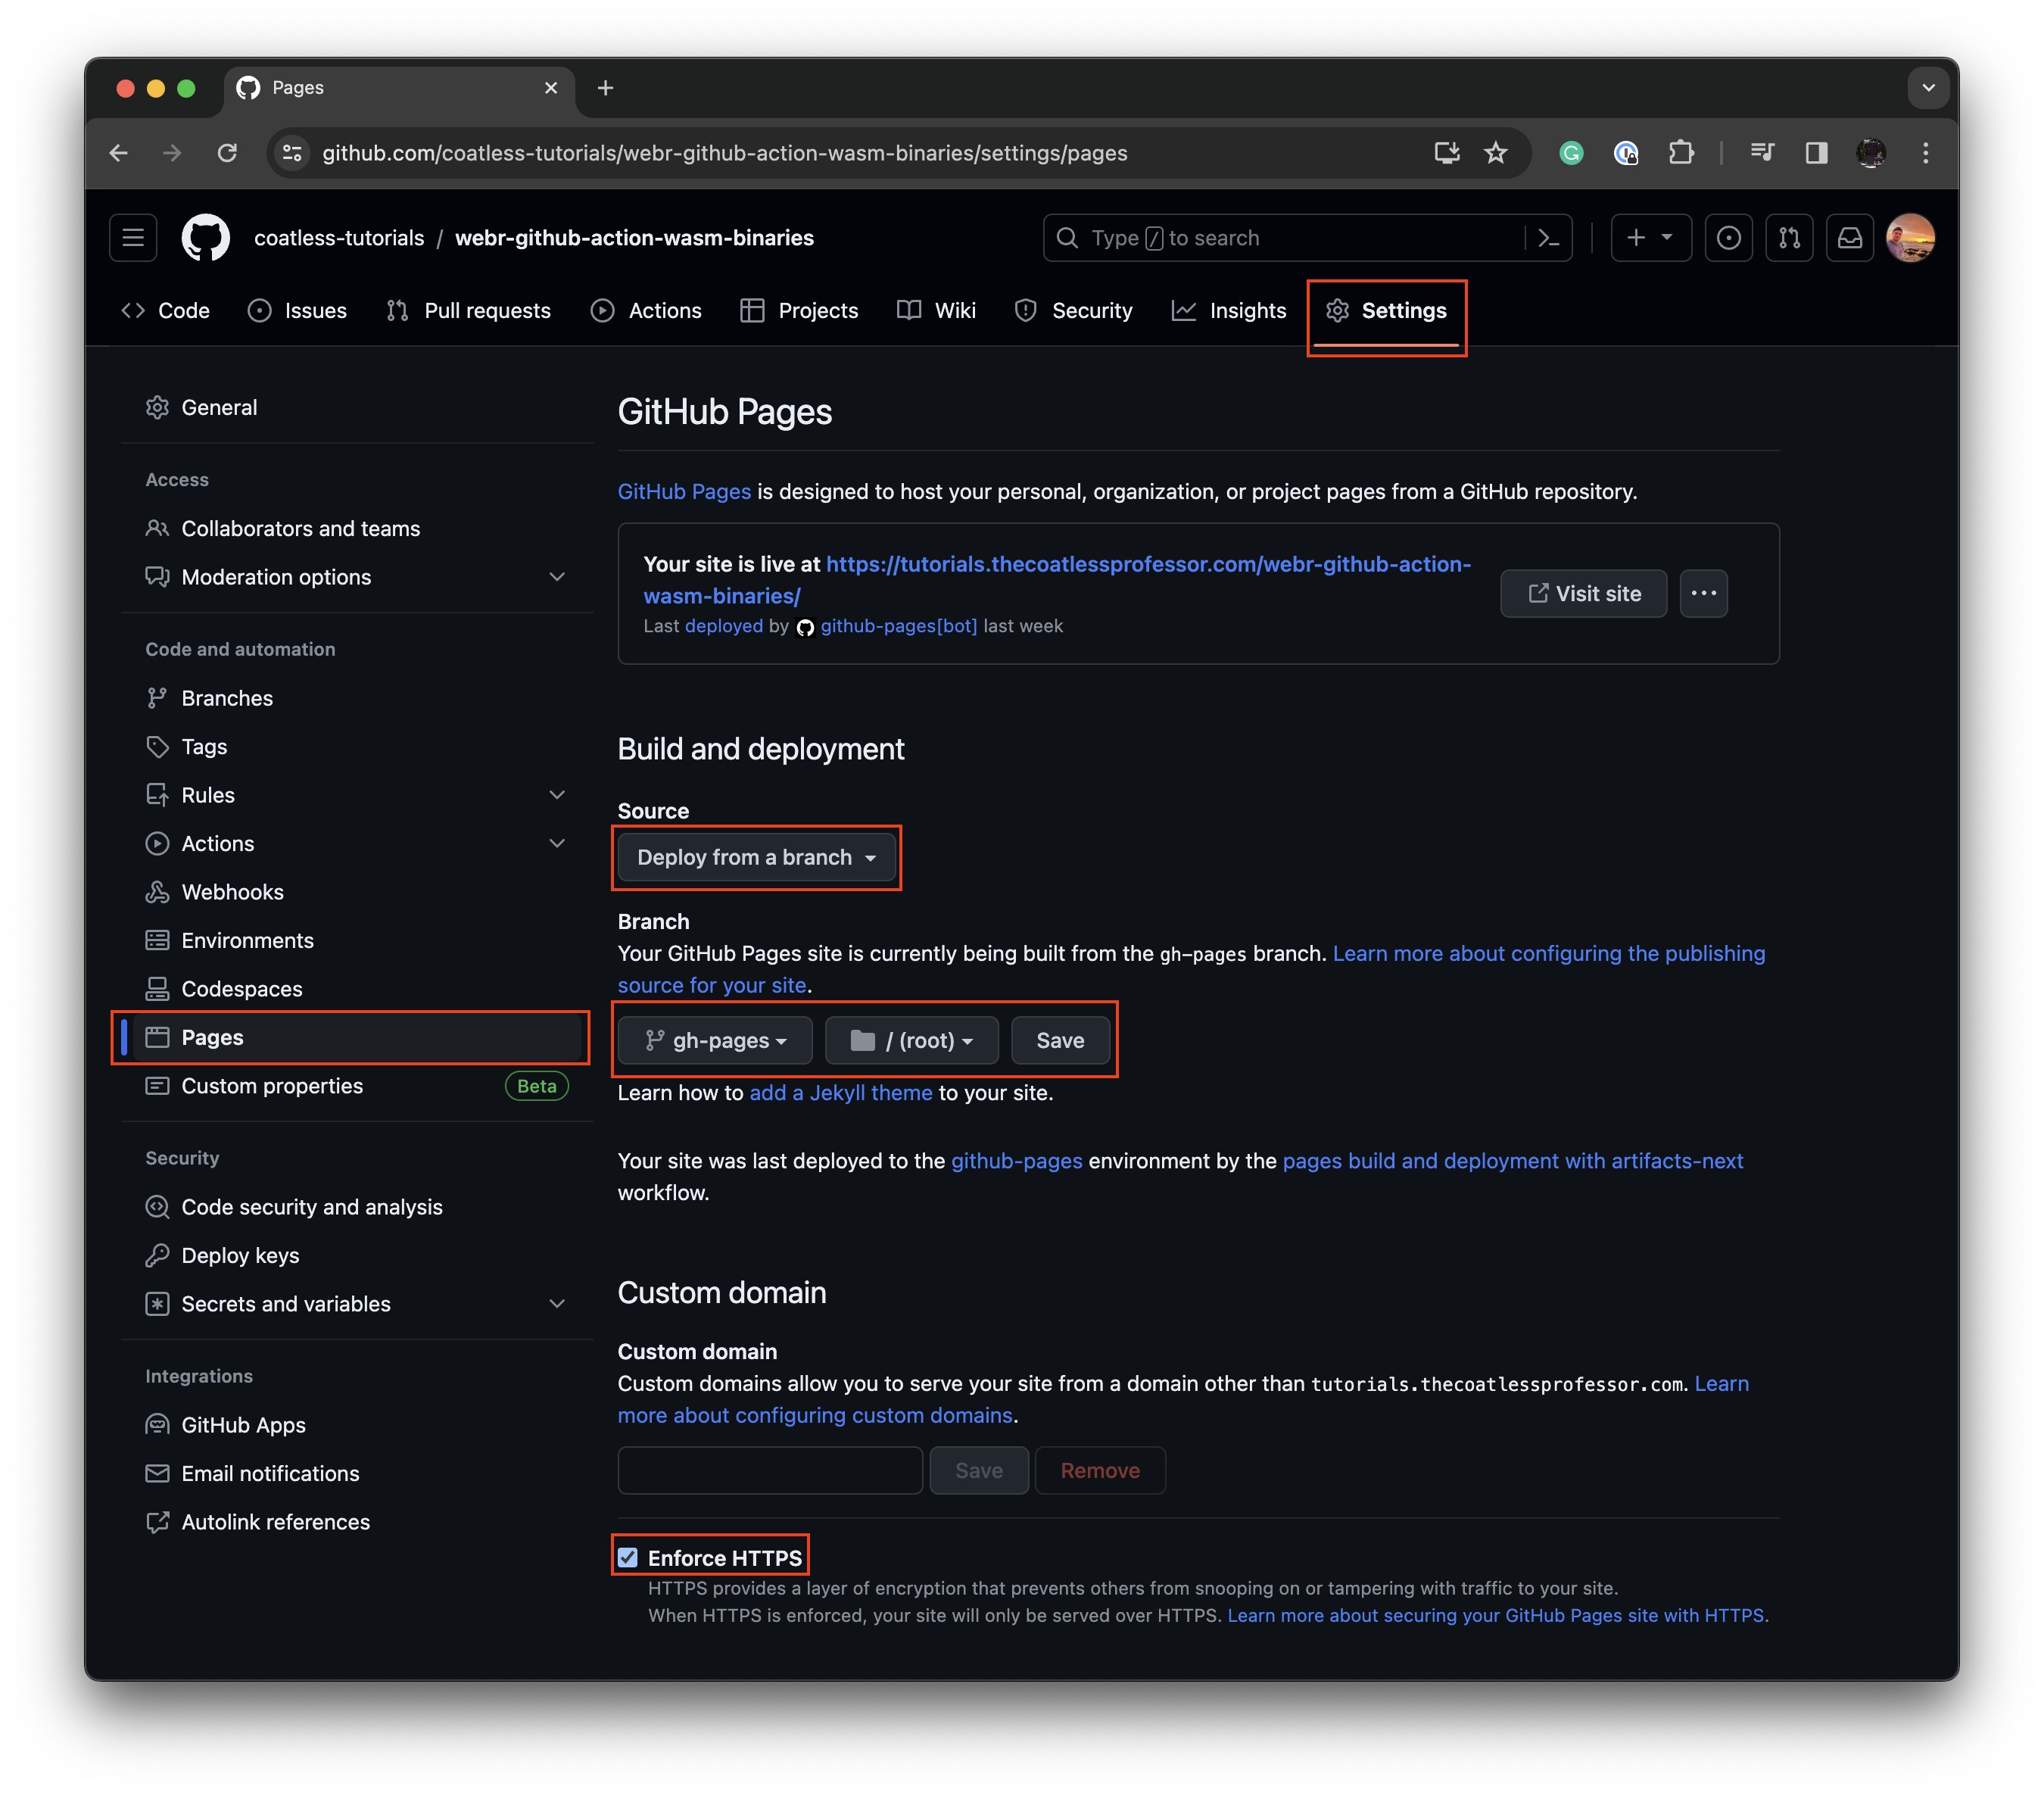 Pages
github.com/coatless-tutorials/webr-github-action-wasm-binaries/settings/pages
coatless-tutorials / webr-github-action-wasm-binaries
Type / to search
Code
Issues
Pull requests
Actions
Projects
Wiki
Security
Insights
Settings
General
Access
Collaborators and teams
Moderation options
Code and automation
Branches
Tags
Rules
Actions
Webhooks
Environments
Codespaces
Pages
Custom properties
Beta
Security
Code security and analysis
Deploy keys
Secrets and variables
Integrations
GitHub Apps
Email notifications
Autolink references
GitHub Pages
GitHub Pages is designed to host your personal, organization, or project pages from a GitHub repository.
Your site is live at https://tutorials.thecoatlessprofessor.com/webr-github-action-
wasm-binaries/
Last deployed by github-pages[bot] last week
Visit site
Build and deployment
Source
Deploy from a branch
Branch
Your GitHub Pages site is currently being built from the gh-pages branch. Learn more about configuring the publishing
source for your site.
gh-pages
/ (root)
Save
Learn how to add a Jekyll theme to your site.
Your site was last deployed to the github-pages environment by the pages build and deployment with artifacts-next
workflow.
Custom domain
Custom domain
Custom domains allow you to serve your site from a domain other than tutorials.thecoatlessprofessor.com. Learn
more about configuring custom domains.
Save
Remove
Enforce HTTPS
HTTPS provides a layer of encryption that prevents others from snooping on or tampering with traffic to your site.
When HTTPS is enforced, your site will only be served over HTTPS. Learn more about securing your GitHub Pages site with HTTPS.